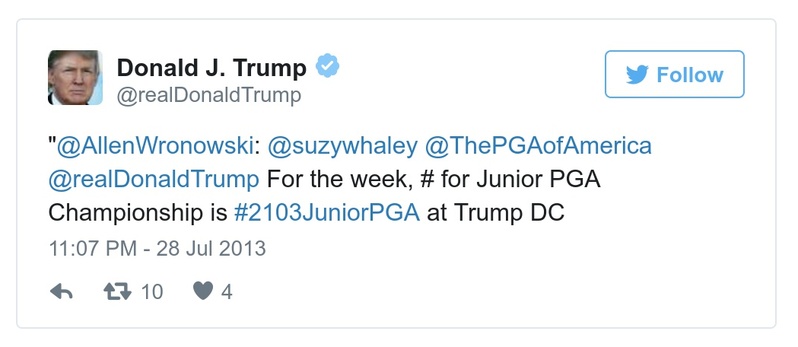 Donald J. Trump
@realDonaldTrump
Follow
"@AllenWronowski: @suzywhaley @ThePGAofAmerica
@realDonaldTrump For the week, # for Junior PGA
Championship is #2103JuniorPGA at Trump DC
11:07 PM - 28 Jul 2013
10
4